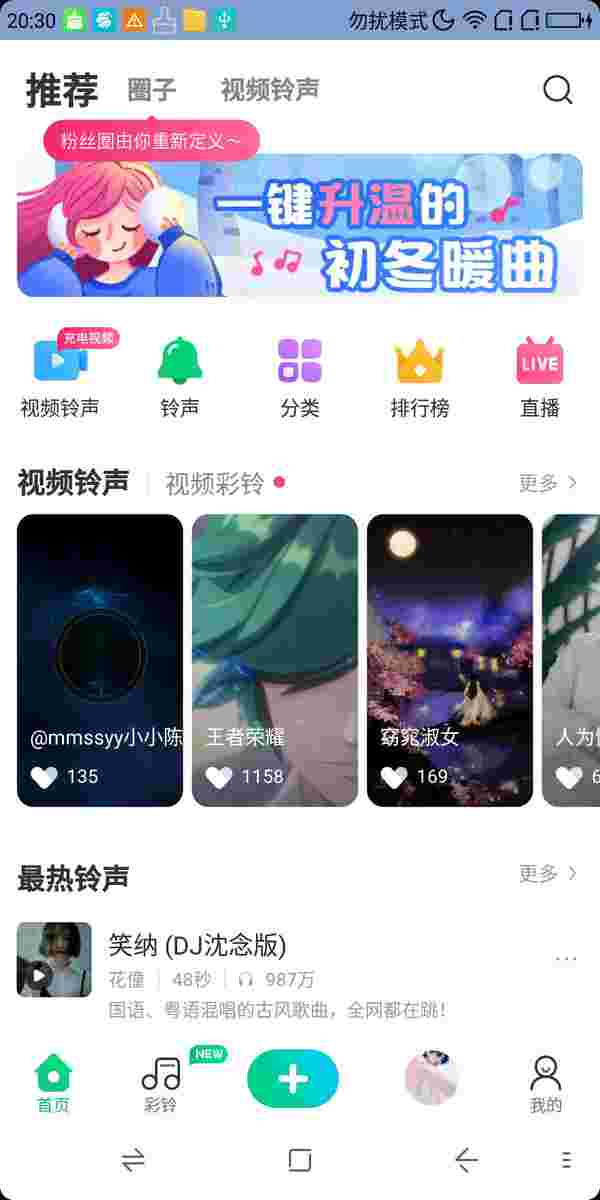 20:30
勿扰模式
推荐
圈子
视频铃声
粉丝圈由你重新定义～
一键升温的
初冬暖曲
充电视频
视频铃声
铃声
分类
排行榜
LIVE
直播
视频铃声
视频彩铃
更多
@mmssyy小小陈
135
王者荣耀
1158
窈窕淑女
169
人为
6
最热铃声
更多
笑纳 (DJ沈念版)
花僮
48秒
987万
国语、粤语混唱的古风歌曲，全网都在跳！
NEW
首页
彩铃
我的